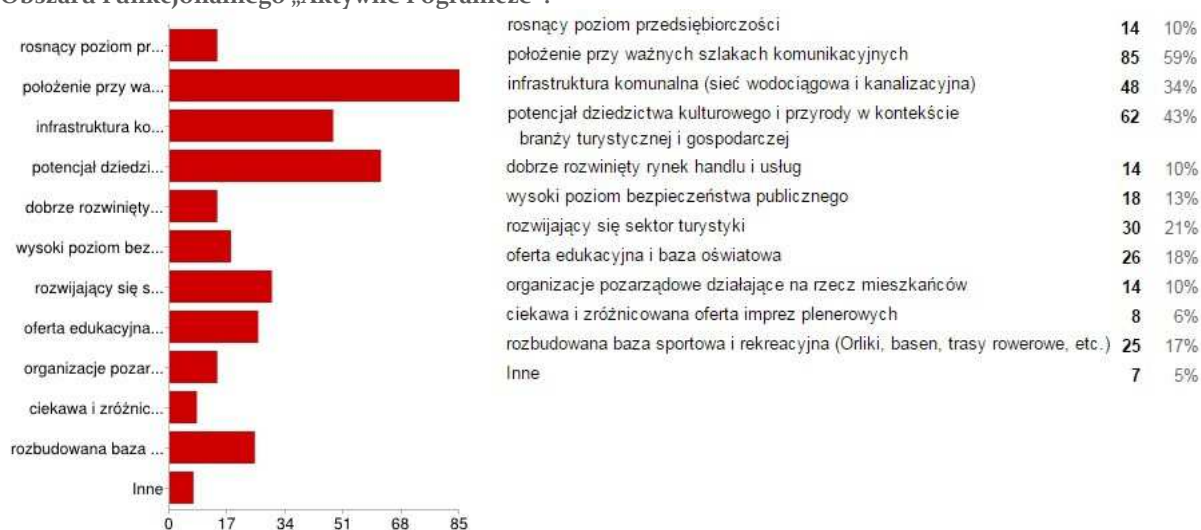 Obszaru Funkcjonalnego „Aktywne Pogranicze”?
rosnący poziom pr...
położenie przy wa...
infrastruktura ko...
potencjał dziedzi...
dobrze rozwinięty...
wysoki poziom bez...
rozwijający się s...
oferta edukacyjna...
organizacje pozar...
ciekawa i zróżnic...
rozbudowana baza ...
Inne
0 17 34 51 68 85
rosnący poziom przedsiębiorczości 14 10%
położenie przy ważnych szlakach komunikacyjnych 85 59%
infrastruktura komunalna (sieć wodociągowa i kanalizacyjna) 48 34%
potencjał dziedzictwa kulturowego i przyrody w kontekście 62 43%
branży turystycznej i gospodarczej
dobrze rozwinięty rynek handlu i usług 14 10%
wysoki poziom bezpieczeństwa publicznego 18 13%
rozwijający się sektor turystyki 30 21%
oferta edukacyjna i baza oświatowa 26 18%
organizacje pozarządowe działające na rzecz mieszkańców 14 10%
ciekawa i zróżnicowana oferta imprez plenerowych 8 6%
rozbudowana baza sportowa i rekreacyjna (Orliki, basen, trasy rowerowe, etc.) 25 17%
Inne 7 5%